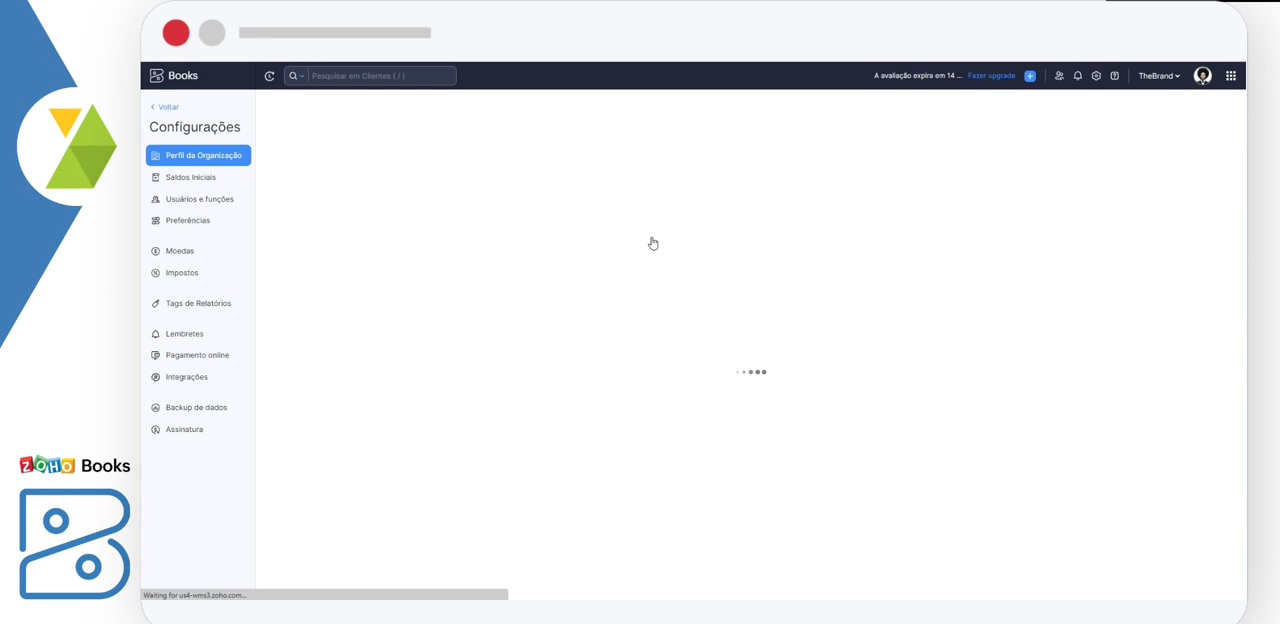 Books
Pesquisar em Clientes ( / )
A avaliação expira em 14 ...
Fazer upgrade
TheBrand
Voltar
Configurações
Perfil da Organização
Saldos Iniciais
Usuários e funções
Preferências
Moedas
Impostos
Tags de Relatórios
Lembretes
Pagamento online
Integrações
Backup de dados
Assinatura
ZOHO Books
Waiting for us4-wms3.zoho.com...